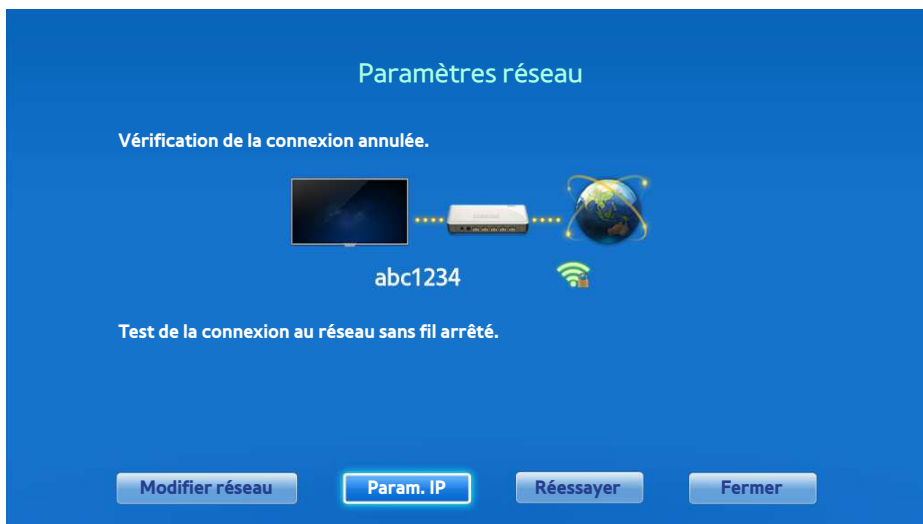 Paramètres réseau
Vérification de la connexion annulée.
abc1234
Test de la connexion au réseau sans fil arrêté.
Modifier réseau
Param. IP
Réessayer
Fermer